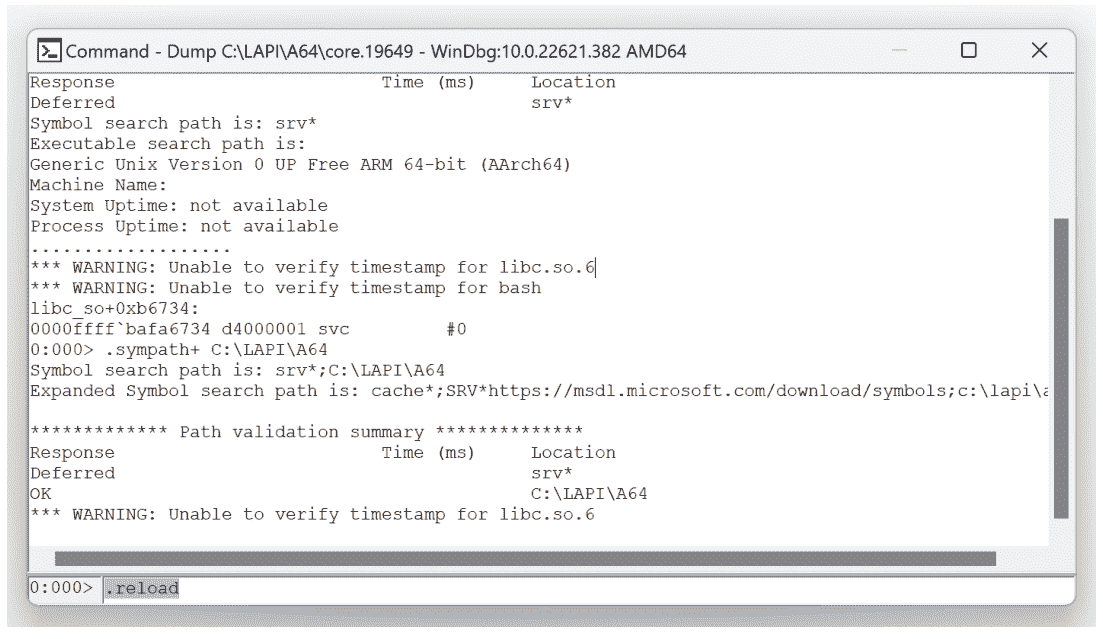 Command - Dump C:\LAPI\A64\core.19649 - WinDbg:10.0.22621.382 AMD64
Response                         Time (ms)     Location
Deferred                                       srv*
Symbol search path is: srv*
Executable search path is:
Generic Unix Version 0 UP Free ARM 64-bit (AArch64)
Machine Name:
System Uptime: not available
Process Uptime: not available
...................
*** WARNING: Unable to verify timestamp for libc.so.6
*** WARNING: Unable to verify timestamp for bash
libc_so+0xb6734:
0000ffff`bafa6734 d4000001 svc         #0
0:000> .sympath+ C:\LAPI\A64
Symbol search path is: srv*;C:\LAPI\A64
Expanded Symbol search path is: cache*;SRV*https://msdl.microsoft.com/download/symbols;c:\lapi\a
************* Path validation summary **************
Response                         Time (ms)     Location
Deferred                                       srv*
OK                                             C:\LAPI\A64
*** WARNING: Unable to verify timestamp for libc.so.6
0:000> .reload